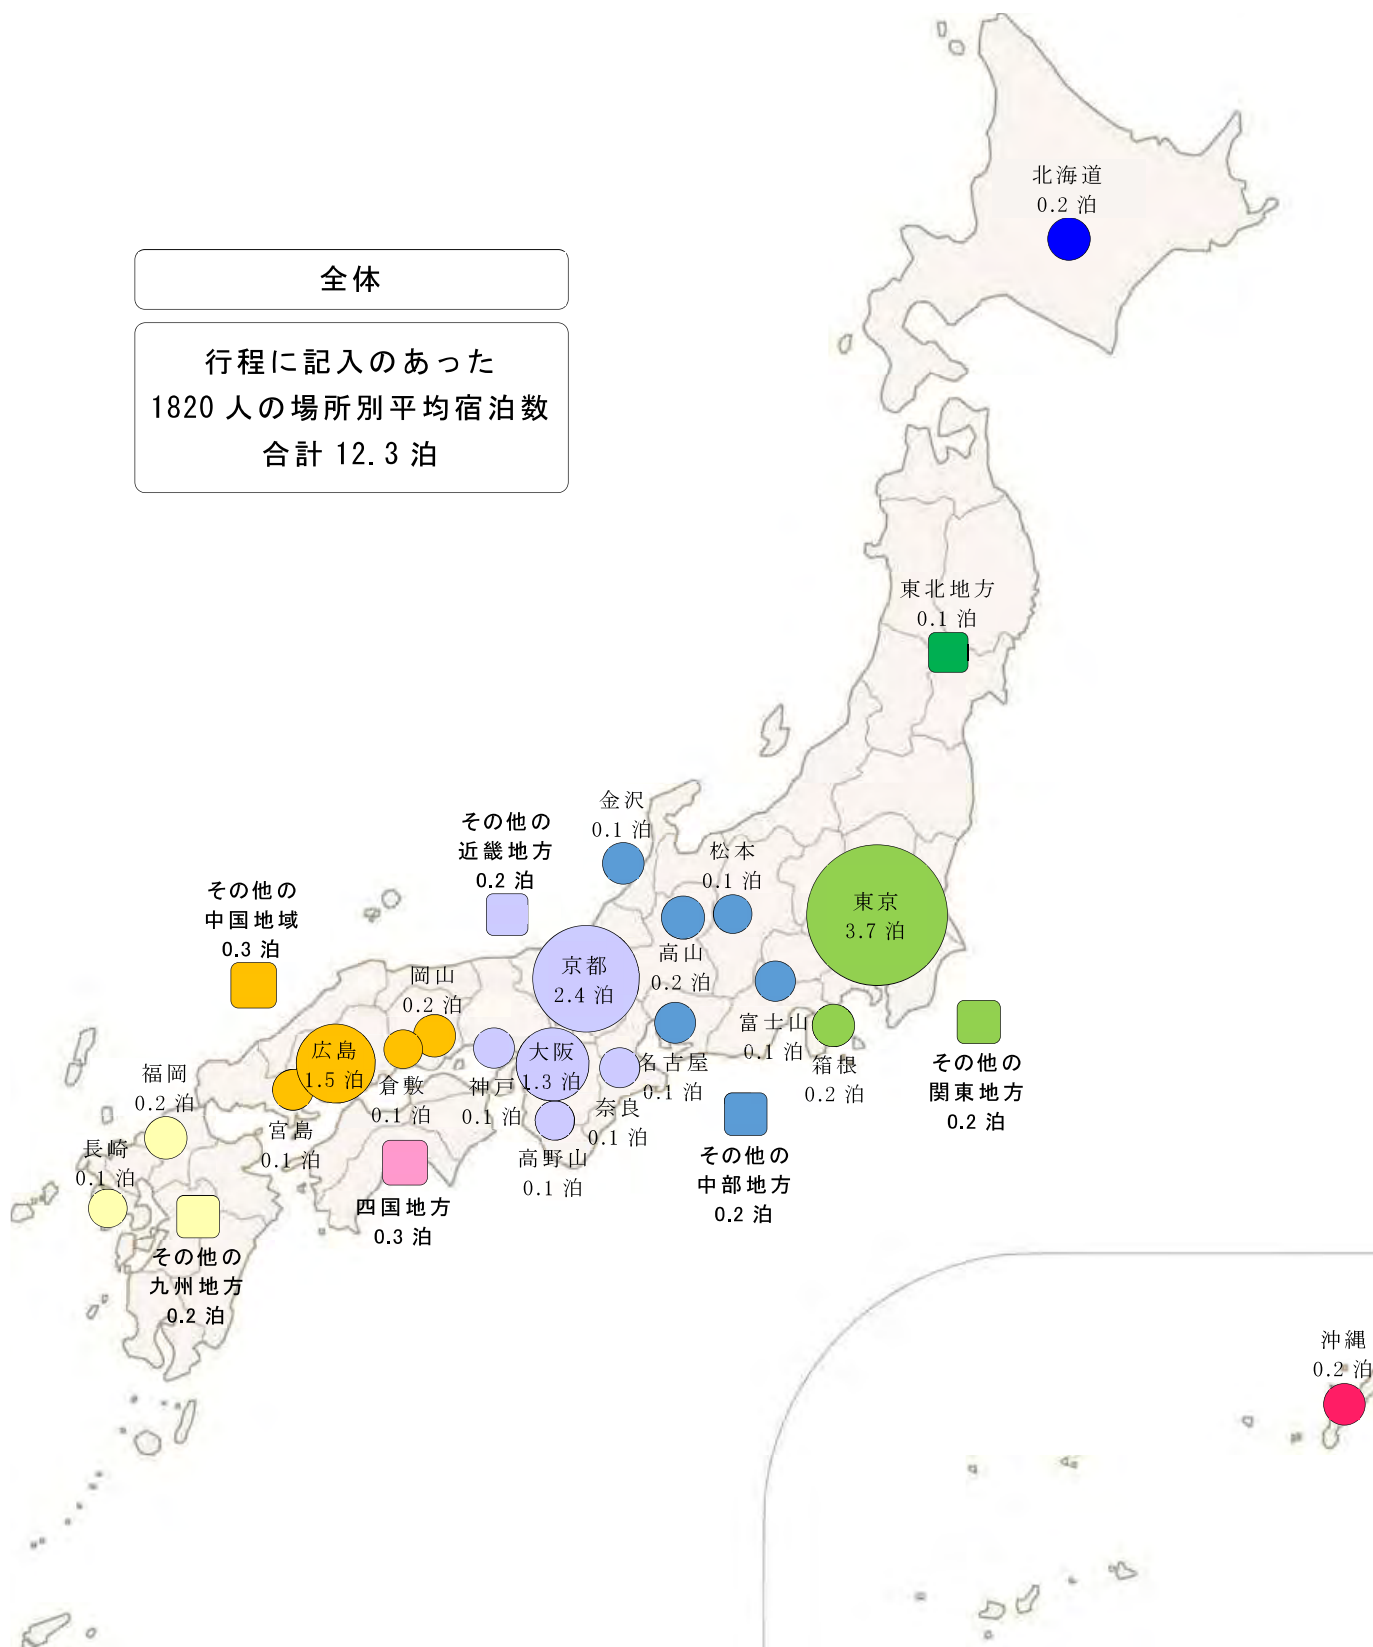 北海道
0.2 泊
全体
行程に記入のあった
1820 人の場所別平均宿泊数
合計 12.3 泊
東北地方
0.1 泊
金沢
0.1 泊
その他の
近畿地方
0.2 泊
松本
0.1 泊
その他の
中国地域
0.3 泊
東京
3.7 泊
高山
0.2 泊
京都
2.4 泊
岡山
0.2 泊
富士山
0.1 泊
広島
1.5 泊
大阪
1.3 泊
名古屋
0.1 泊
箱根
0.2 泊
その他の
関東地方
0.2 泊
福岡
0.2 泊
倉敷
0.1 泊
神戸
0.1 泊
奈良
0.1 泊
宮島
0.1 泊
長崎
0.1 泊
高野山
0.1 泊
その他の
中部地方
0.2 泊
四国地方
0.3 泊
その他の
九州地方
0.2 泊
沖縄
0.2 泊